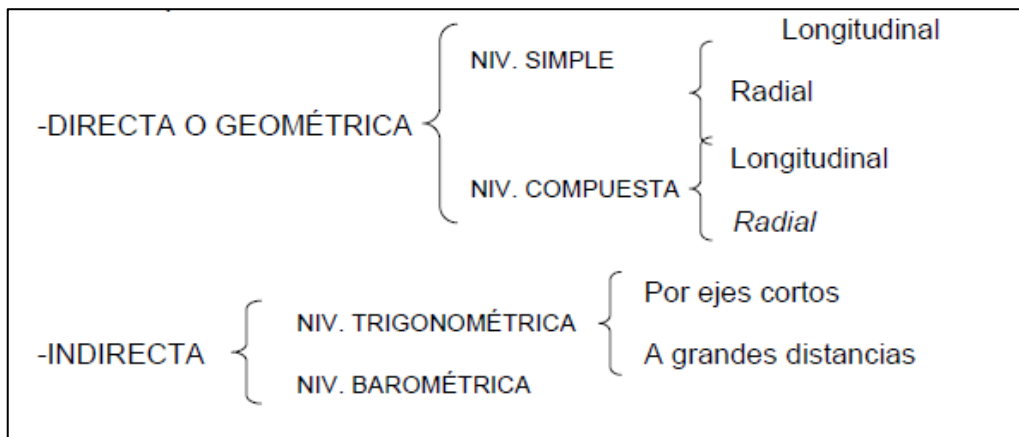 Longitudinal
NIV. SIMPLE
Radial
-DIRECTA O GEOMÉTRICA
Longitudinal
NIV. COMPUESTA
Radial
Por ejes cortos
NIV. TRIGONOMÉTRICA
-INDIRECTA
A grandes distancias
NIV. BAROMÉTRICA